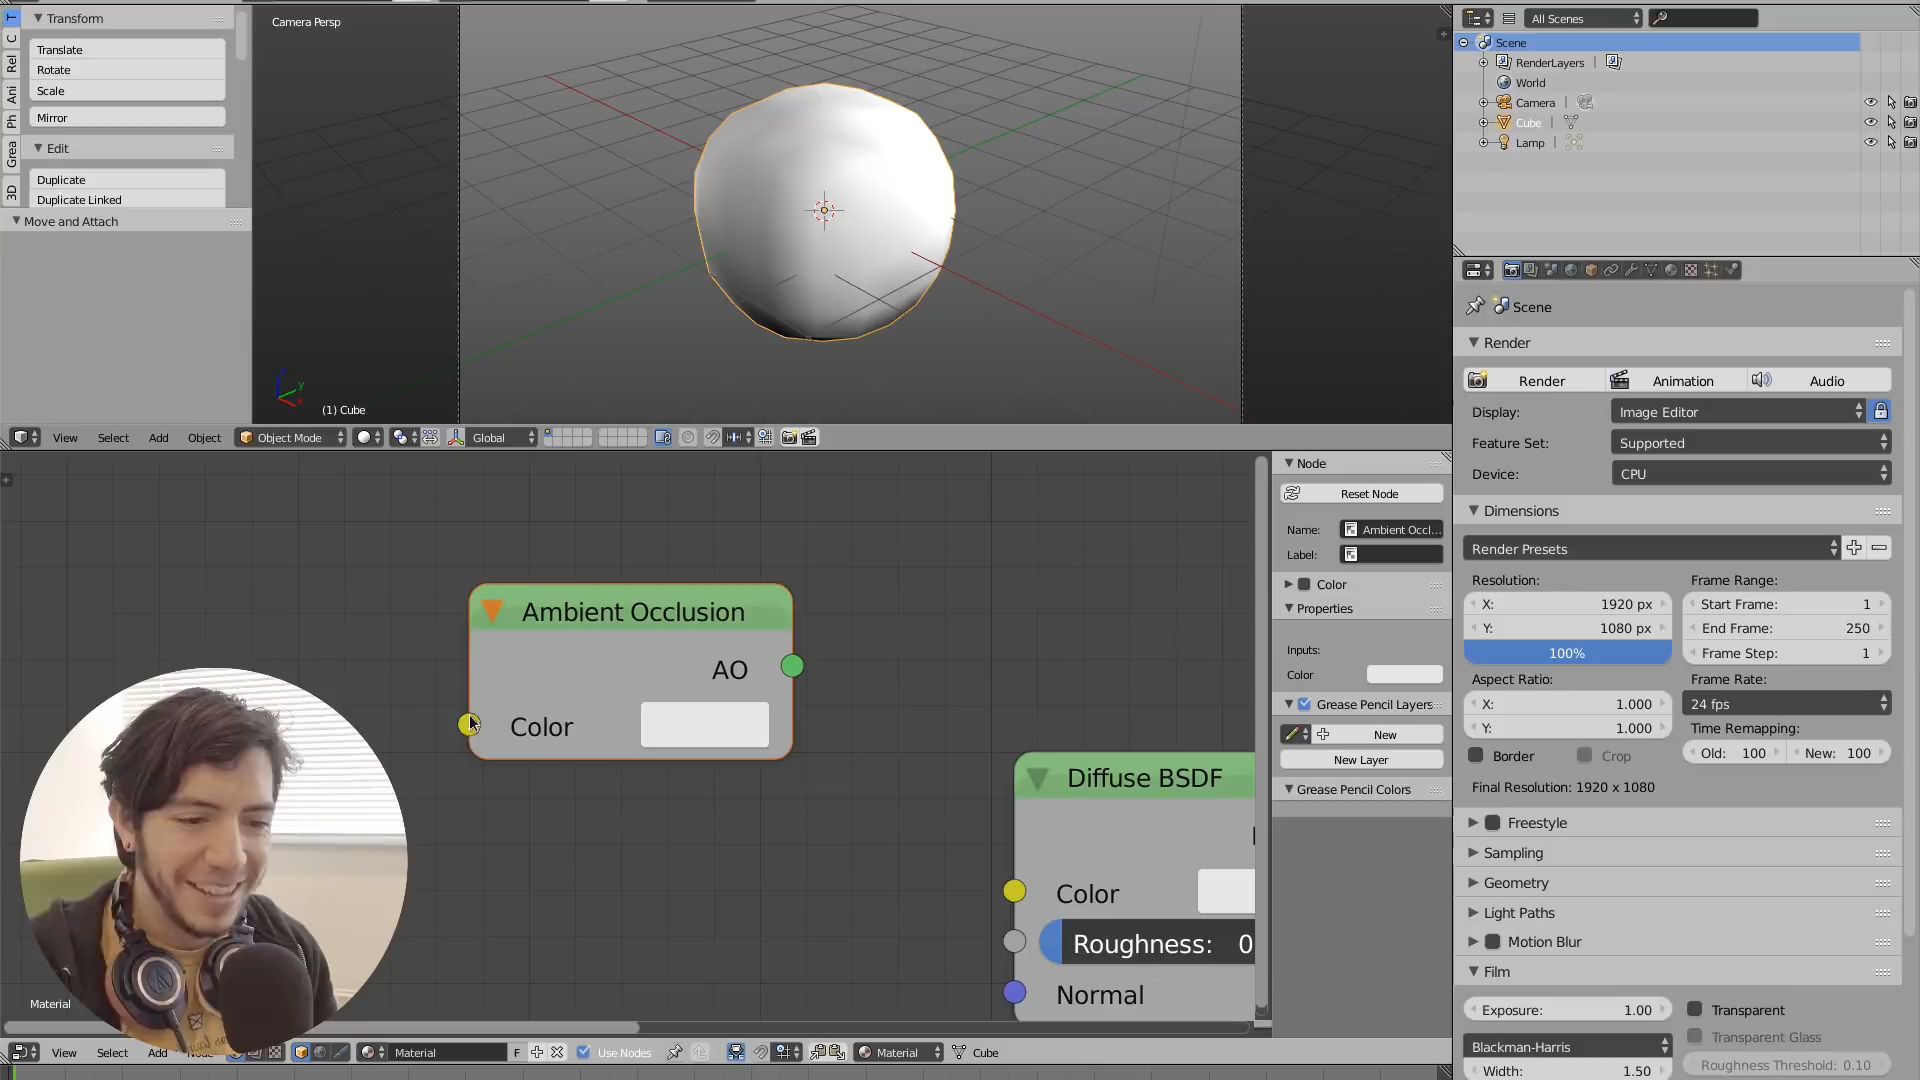 Transform
Translate
Rotate
Scale
Mirror
Edit
Duplicate
Duplicate Linked
Move and Attach
T
C
Rel
Ani
Ph
Grea
3D
Camera Persp
(1) Cube
View Select Add Object Object Mode Global
Ambient Occlusion
AO
Color
Diffuse BSDF
Color
Roughness: 0
Normal
Material
View Select Add Material F Use Nodes Material Cube
Node
Reset Node
Name: Ambient Occl...
Label:
Color
Properties
Inputs:
Color
Grease Pencil Layers
New
New Layer
Grease Pencil Colors
All Scenes
Scene
RenderLayers
World
Camera
Cube
Lamp
Scene
Render
Render Animation Audio
Display: Image Editor
Feature Set: Supported
Device: CPU
Dimensions
Render Presets
Resolution: Frame Range:
X: 1920 px Start Frame: 1
Y: 1080 px End Frame: 250
100% Frame Step: 1
Aspect Ratio: Frame Rate:
X: 1.000 24 fps
Y: 1.000 Time Remapping:
Border Crop Old: 100 New: 100
Final Resolution: 1920 x 1080
Freestyle
Sampling
Geometry
Light Paths
Motion Blur
Film
Exposure: 1.00 Transparent
Transparent Glass
Blackman-Harris
Roughness Threshold: 0.10
Width: 1.50